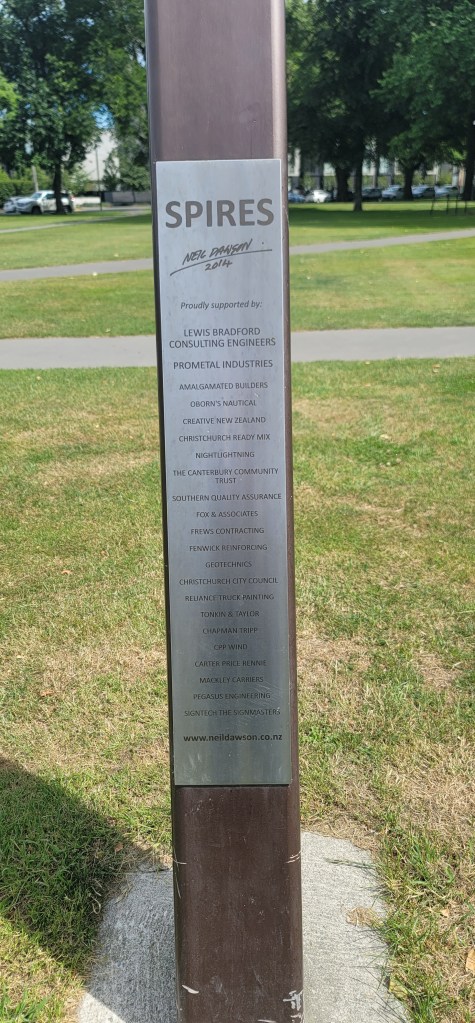 SPIRES
NEIL DAWSON
2014
Proudly supported by:
LEWIS BRADFORD
CONSULTING ENGINEERS
PROMETAL INDUSTRIES
AMALGAMATED BUILDERS
OBORN'S NAUTICAL
CREATIVE NEW ZEALAND
CHRISTCHURCH READY MIX
NIGHTLIGHTNING
THE CANTERBURY COMMUNITY
TRUST
SOUTHERN QUALITY ASSURANCE
FOX & ASSOCIATES
FREWS CONTRACTING
FENWICK REINFORCING
GEOTECHNICS
CHRISTCHURCH CITY COUNCIL
RELIANCE TRUCK PAINTING
TONKIN & TAYLOR
CHAPMAN TRIPP
CPP WIND
CARTER PRICE RENNIE
MACKLEY CARRIERS
PEGASUS ENGINEERING
SIGNTECH THE SIGNMASTERS
www.neildawson.co.nz